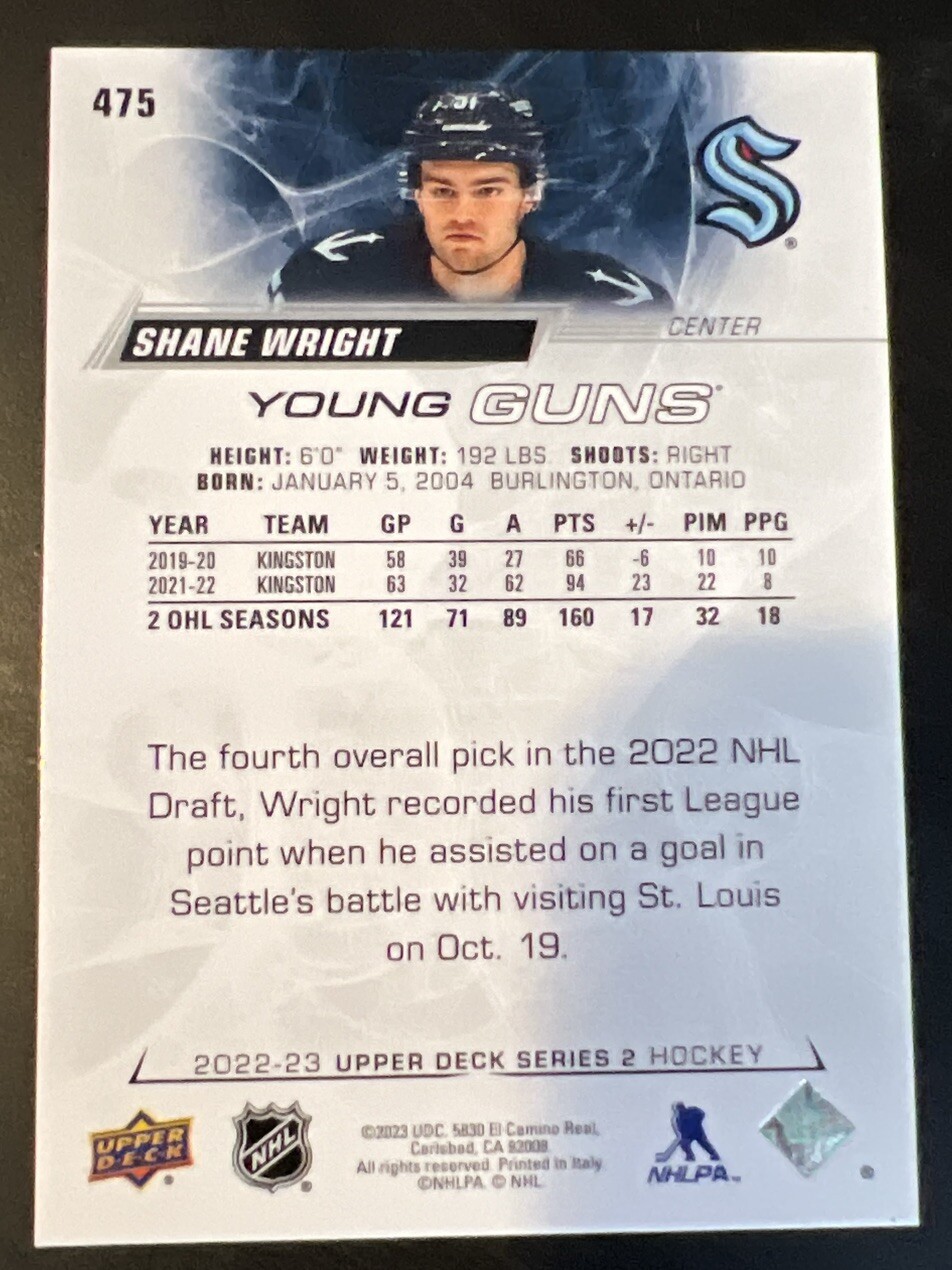 475
51
SHANE WRIGHT
CENTER
YOUNG GUNS
HEIGHT: 6'0" WEIGHT: 192 LBS. SHOOTS: RIGHT
BORN: JANUARY 5, 2004 BURLINGTON, ONTARIO
YEAR TEAM GP G A PTS +/- PIM PPG
2019-20 KINGSTON 58 39 27 66 -6 10 10
2021-22 KINGSTON 63 32 62 94 23 22 8
2 OHL SEASONS 121 71 89 160 17 32 18
The fourth overall pick in the 2022 NHL
Draft, Wright recorded his first League
point when he assisted on a goal in
Seattle's battle with visiting St. Louis
on Oct. 19.
2022-23 UPPER DECK SERIES 2 HOCKEY
UPPER DECK
NHL
©2023 UDC. 5830 El Camino Real,
Carlsbad, CA 92008.
All rights reserved. Printed in Italy.
©NHLPA. © NHL.
NHLPA™